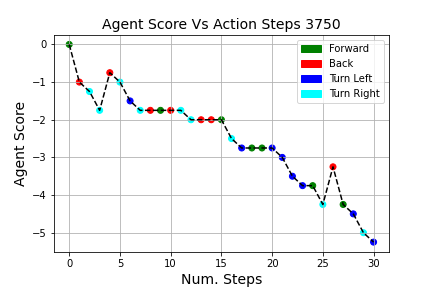 Agent Score Vs Action Steps 3750
Forward
Back
Turn Left
Turn Right
Agent Score
0
−1
−2
−3
−4
−5
0 5 10 15 20 25 30
Num. Steps